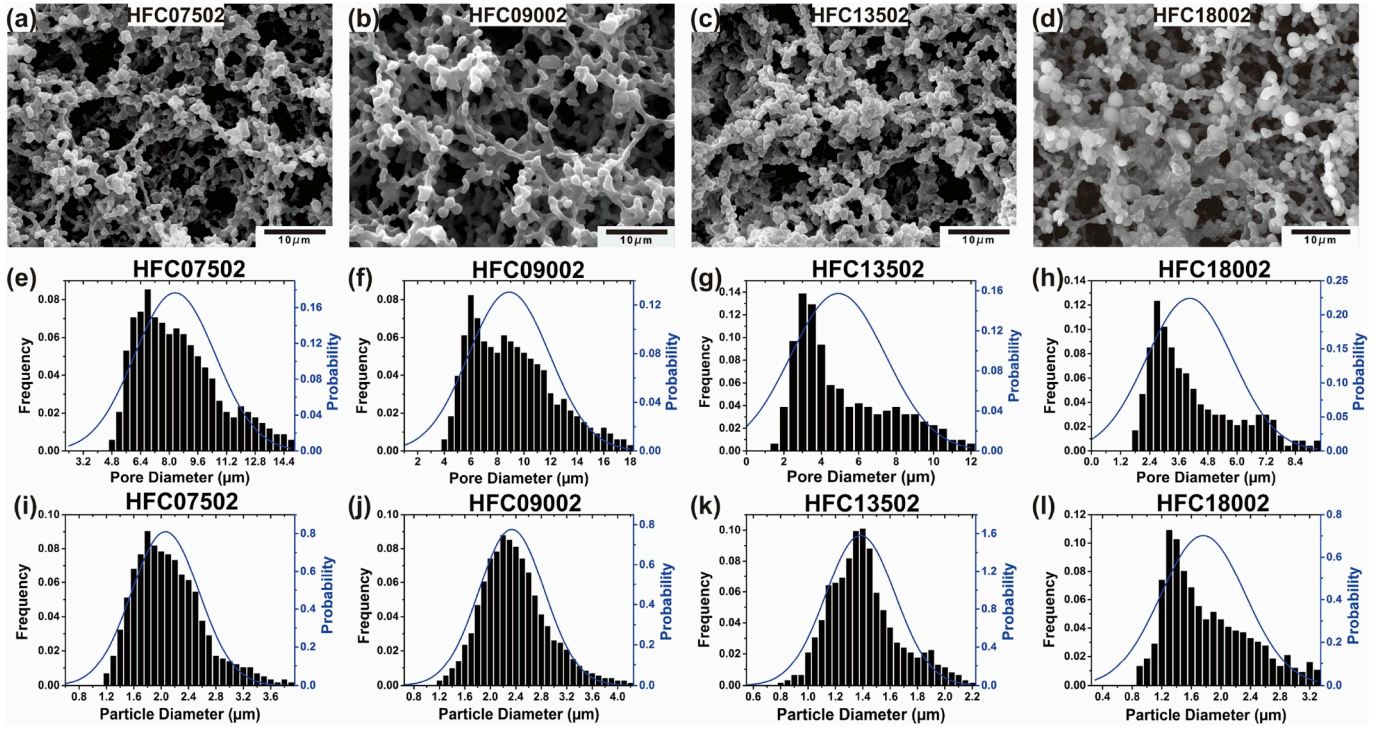 (a) HFC07502
(b) HFC09002
(c) HFC13502
(d) HFC18002
10μm
10μm
10μm
10μm
(e) HFC07502
Frequency
0.08
0.06
0.04
0.02
0.00
3.2 4.8 6.4 8.0 9.6 11.2 12.8 14.4
Pore Diameter (μm)
0.16
0.12
0.08
0.04
0.00
Probability
(f) HFC09002
Frequency
0.08
0.06
0.04
0.02
0.00
2 4 6 8 10 12 14 16 18
Pore Diameter (μm)
0.12
0.08
0.04
0.00
Probability
(g) HFC13502
Frequency
0.14
0.12
0.10
0.08
0.06
0.04
0.02
0.00
0 2 4 6 8 10 12
Pore Diameter (μm)
0.16
0.12
0.08
0.04
0.00
Probability
(h) HFC18002
Frequency
0.14
0.12
0.10
0.08
0.06
0.04
0.02
0.00
0.0 1.2 2.4 3.6 4.8 6.0 7.2 8.4
Pore Diameter (μm)
0.25
0.20
0.15
0.10
0.05
0.00
Probability
(i) HFC07502
Frequency
0.10
0.08
0.06
0.04
0.02
0.00
0.8 1.2 1.6 2.0 2.4 2.8 3.2 3.6
Particle Diameter (μm)
0.8
0.6
0.4
0.2
0.0
Probability
(j) HFC09002
Frequency
0.10
0.08
0.06
0.04
0.02
0.00
0.8 1.2 1.6 2.0 2.4 2.8 3.2 3.6 4.0
Particle Diameter (μm)
0.8
0.6
0.4
0.2
0.0
Probability
(k) HFC13502
Frequency
0.10
0.08
0.06
0.04
0.02
0.00
0.6 0.8 1.0 1.2 1.4 1.6 1.8 2.0 2.2
Particle Diameter (μm)
1.6
1.2
0.8
0.4
0.0
Probability
(l) HFC18002
Frequency
0.12
0.10
0.08
0.06
0.04
0.02
0.00
0.4 0.8 1.2 1.6 2.0 2.4 2.8 3.2
Particle Diameter (μm)
0.8
0.6
0.4
0.2
0.0
Probability